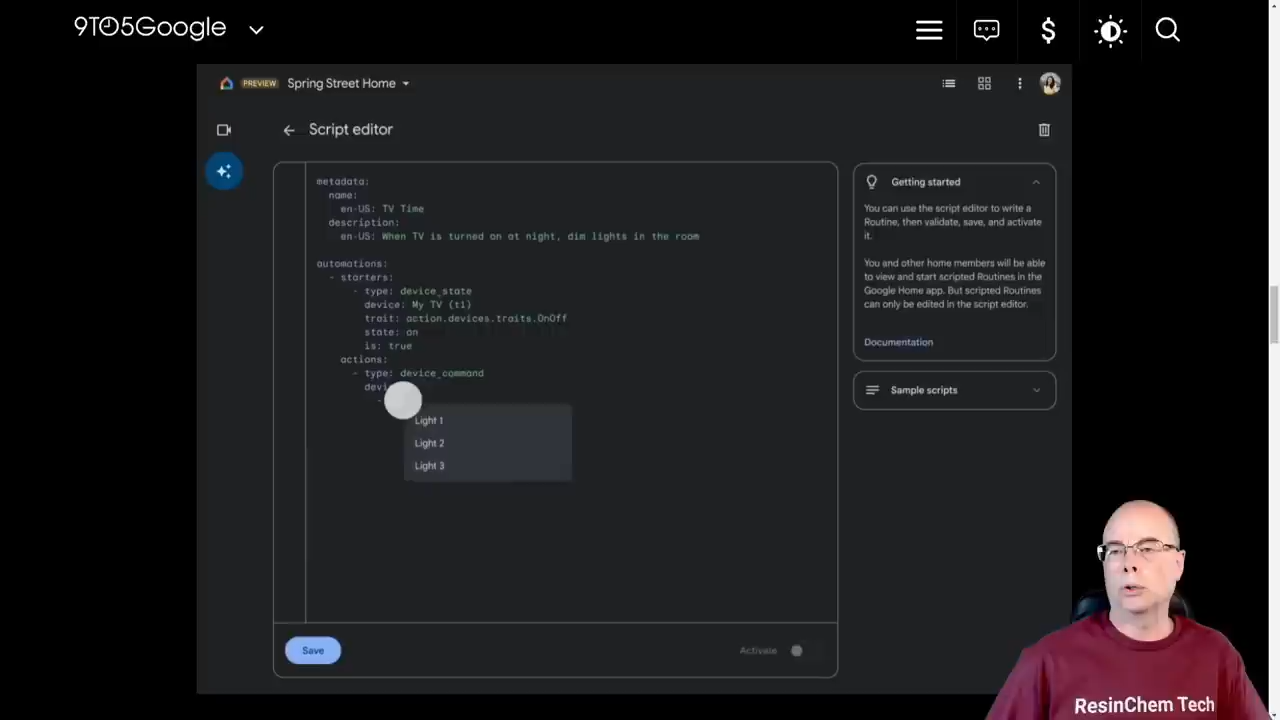 9TO5Google
PREVIEW Spring Street Home
Script editor
metadata:
name:
en-US: TV Time
description:
en-US: When TV is turned on at night, dim lights in the room
automations:
- starters:
- type: device_state
device: My TV (t1)
trait: action.devices.traits.OnOff
state: on
is: true
actions:
- type: device_command
devi
-
Light 1
Light 2
Light 3
Save
Activate
Getting started
You can use the script editor to write a
Routine, then validate, save, and activate
it.
You and other home members will be able
to view and start scripted Routines in the
Google Home app. But scripted Routines
can only be edited in the script editor.
Documentation
Sample scripts
ResinChem Tech